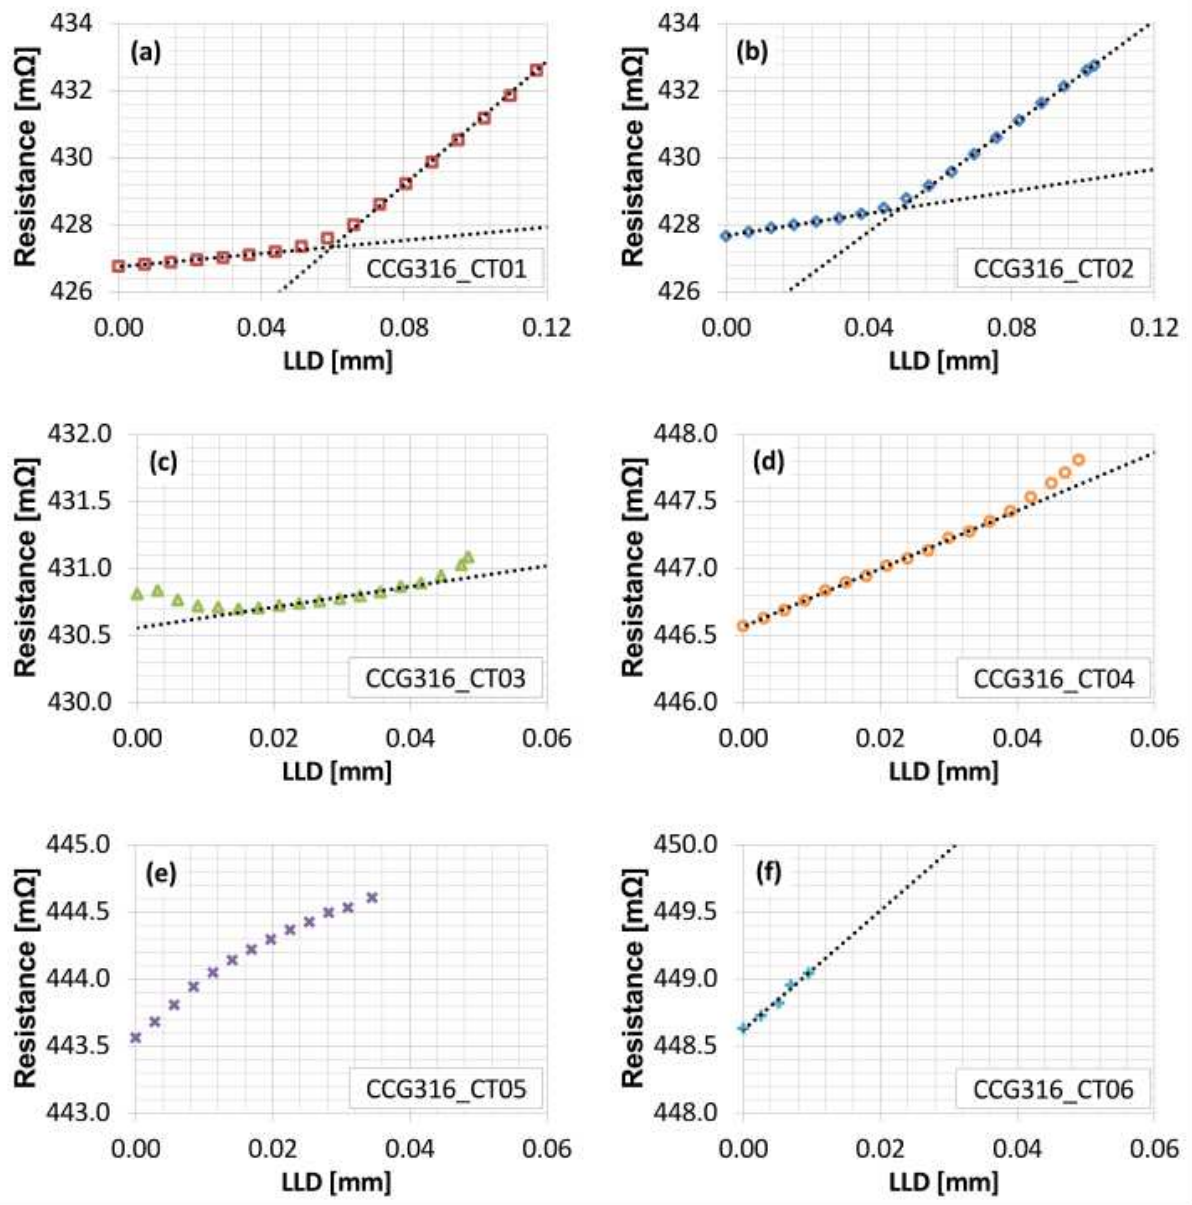 (a)
Resistance [mΩ]
434
432
430
428
426
CCG316_CT01
0.00 0.04 0.08 0.12
LLD [mm]
(b)
Resistance [mΩ]
434
432
430
428
426
CCG316_CT02
0.00 0.04 0.08 0.12
LLD [mm]
(c)
Resistance [mΩ]
432.0
431.5
431.0
430.5
430.0
CCG316_CT03
0.00 0.02 0.04 0.06
LLD [mm]
(d)
Resistance [mΩ]
448.0
447.5
447.0
446.5
446.0
CCG316_CT04
0.00 0.02 0.04 0.06
LLD [mm]
(e)
Resistance [mΩ]
445.0
444.5
444.0
443.5
443.0
CCG316_CT05
0.00 0.02 0.04 0.06
LLD [mm]
(f)
Resistance [mΩ]
450.0
449.5
449.0
448.5
448.0
CCG316_CT06
0.00 0.02 0.04 0.06
LLD [mm]